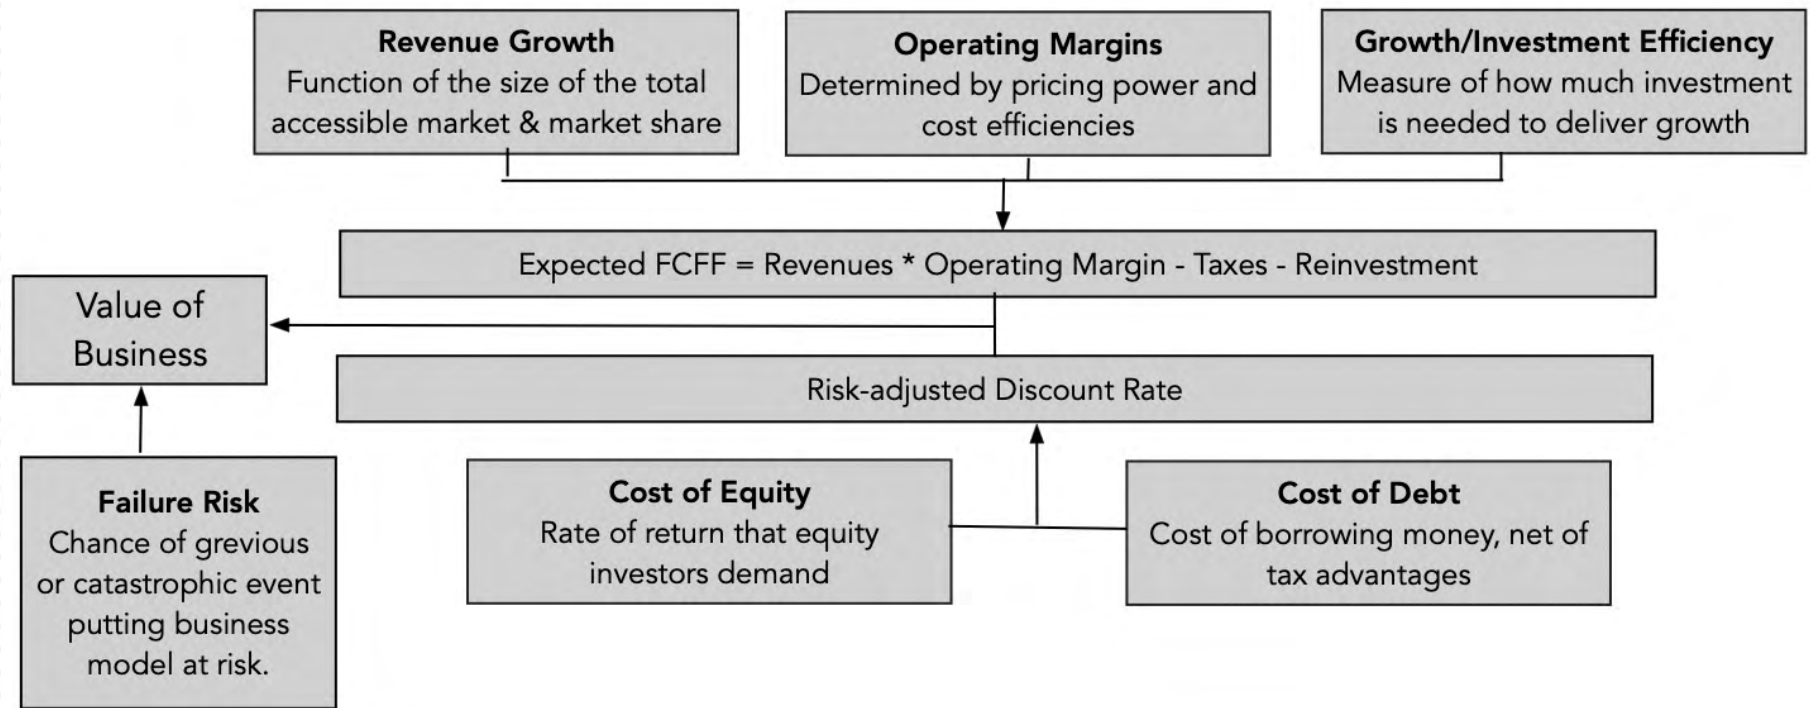 Revenue Growth
Function of the size of the total
accessible market & market share
Operating Margins
Determined by pricing power and
cost efficiencies
Growth/Investment Efficiency
Measure of how much investment
is needed to deliver growth
Expected FCFF = Revenues * Operating Margin - Taxes - Reinvestment
Value of
Business
Risk-adjusted Discount Rate
Failure Risk
Chance of grevious
or catastrophic event
putting business
model at risk.
Cost of Equity
Rate of return that equity
investors demand
Cost of Debt
Cost of borrowing money, net of
tax advantages